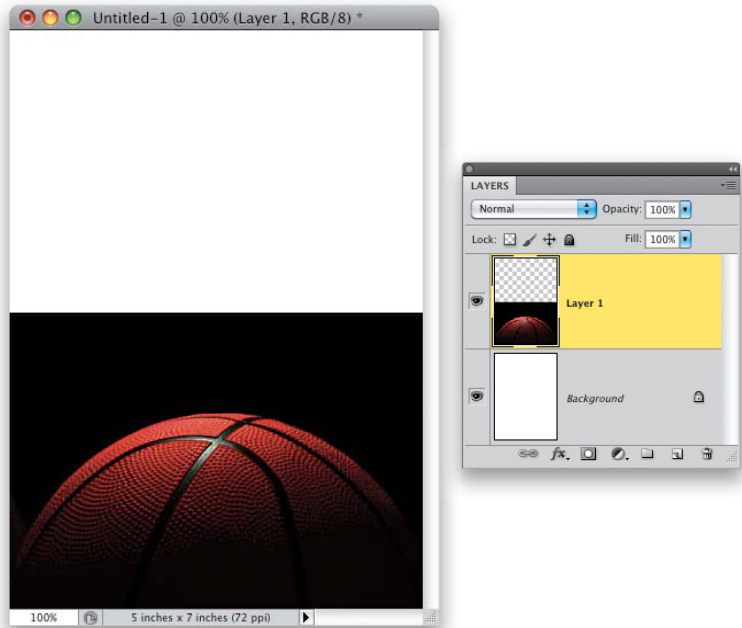 Untitled-1 @ 100% (Layer 1, RGB/8) *
100%
5 inches x 7 inches (72 ppi)
LAYERS
Normal
Opacity: 100%
Lock:
Fill: 100%
Layer 1
Background
fx.